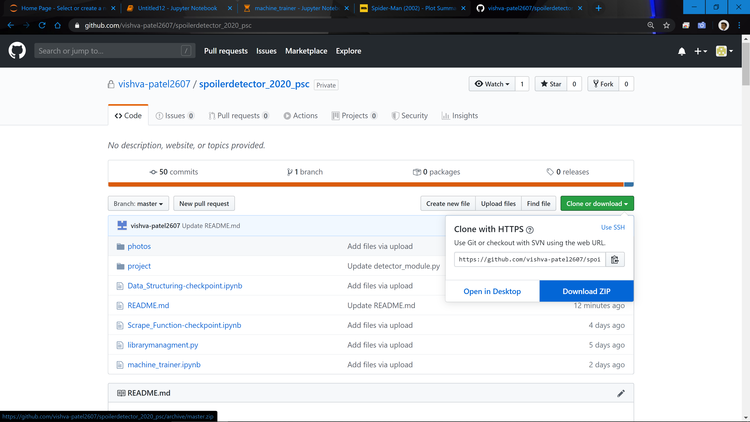 Home Page - Select or create a n
Untitled12 - Jupyter Notebook
machine_trainer - Jupyter Noteb
Spider-Man (2002) - Plot Summa
vishva-patel2607/spoilerdetector
github.com/vishva-patel2607/spoilerdetector_2020_psc
Search or jump to...
/
Pull requests Issues Marketplace Explore
vishva-patel2607 / spoilerdetector_2020_psc Private
Watch 1 Star 0 Fork 0
Code Issues 0 Pull requests 0 Actions Projects 0 Security Insights
No description, website, or topics provided.
50 commits 1 branch 0 packages 0 releases
Branch: master New pull request Create new file Upload files Find file Clone or download
vishva-patel2607 Update README.md
Clone with HTTPS Use SSH
Use Git or checkout with SVN using the web URL.
https://github.com/vishva-patel2607/spoi
Open in Desktop Download ZIP
photos Add files via upload
project Update detector_module.py
Data_Structuring-checkpoint.ipynb Add files via upload
README.md Update README.md 12 minutes ago
Scrape_Function-checkpoint.ipynb Add files via upload 4 days ago
librarymanagment.py Add files via upload 5 days ago
machine_trainer.ipynb Add files via upload 2 days ago
README.md
https://github.com/vishva-patel2607/spoilerdetector_2020_psc/archive/master.zip